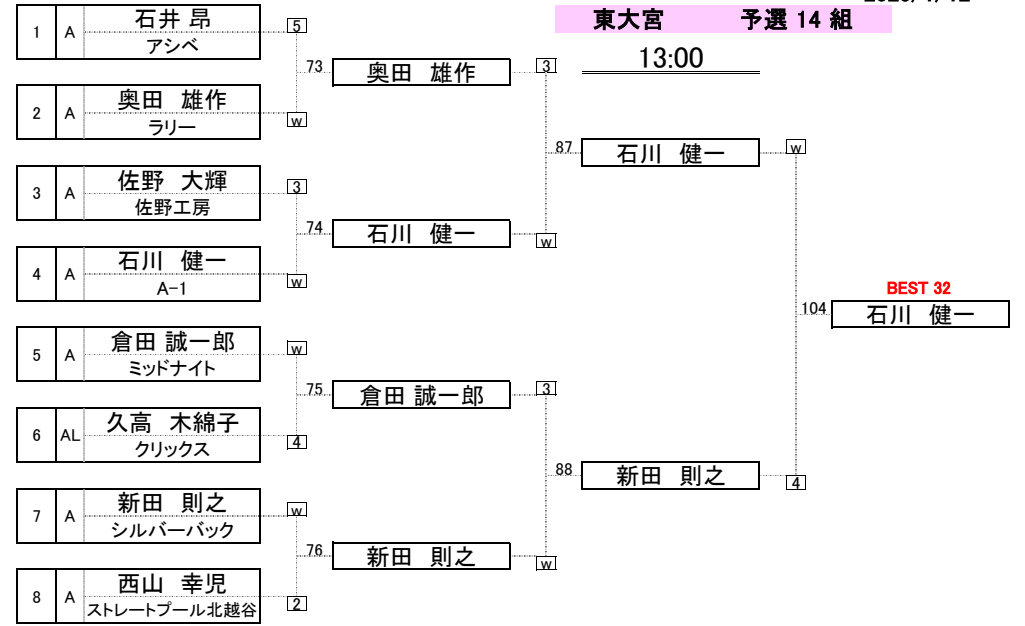 東大宮 予選 14 組
13:00
1 A 石井 昂 5
アシベ
73 奥田 雄作 3
2 A 奥田 雄作 w
ラリー
87 石川 健一 w
3 A 佐野 大輝 3
佐野工房
74 石川 健一 w
4 A 石川 健一 w
A-1
BEST 32
104 石川 健一
5 A 倉田 誠一郎 w
ミッドナイト
75 倉田 誠一郎 3
6 AL 久高 木綿子 4
クリックス
88 新田 則之 4
7 A 新田 則之 w
シルバーバック
76 新田 則之 w
8 A 西山 幸児 2
ストレートプール北越谷